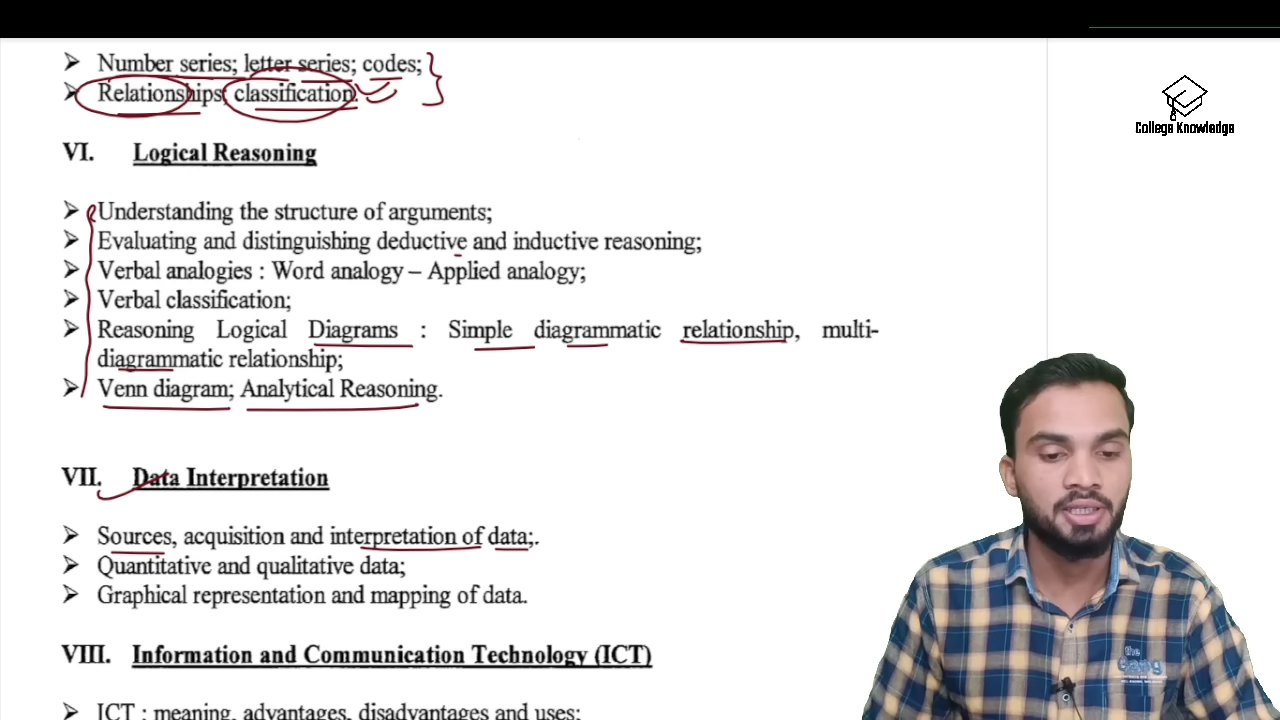 ➤ Number series; letter series; codes;
➤ Relationships; classification.
College Knowledge
VI. Logical Reasoning
➤ Understanding the structure of arguments;
➤ Evaluating and distinguishing deductive and inductive reasoning;
➤ Verbal analogies : Word analogy – Applied analogy;
➤ Verbal classification;
➤ Reasoning Logical Diagrams : Simple diagrammatic relationship, multi-
diagrammatic relationship;
➤ Venn diagram; Analytical Reasoning.
VII. Data Interpretation
➤ Sources, acquisition and interpretation of data;.
➤ Quantitative and qualitative data;
➤ Graphical representation and mapping of data.
VIII. Information and Communication Technology (ICT)
➤ ICT : meaning, advantages, disadvantages and uses;
the